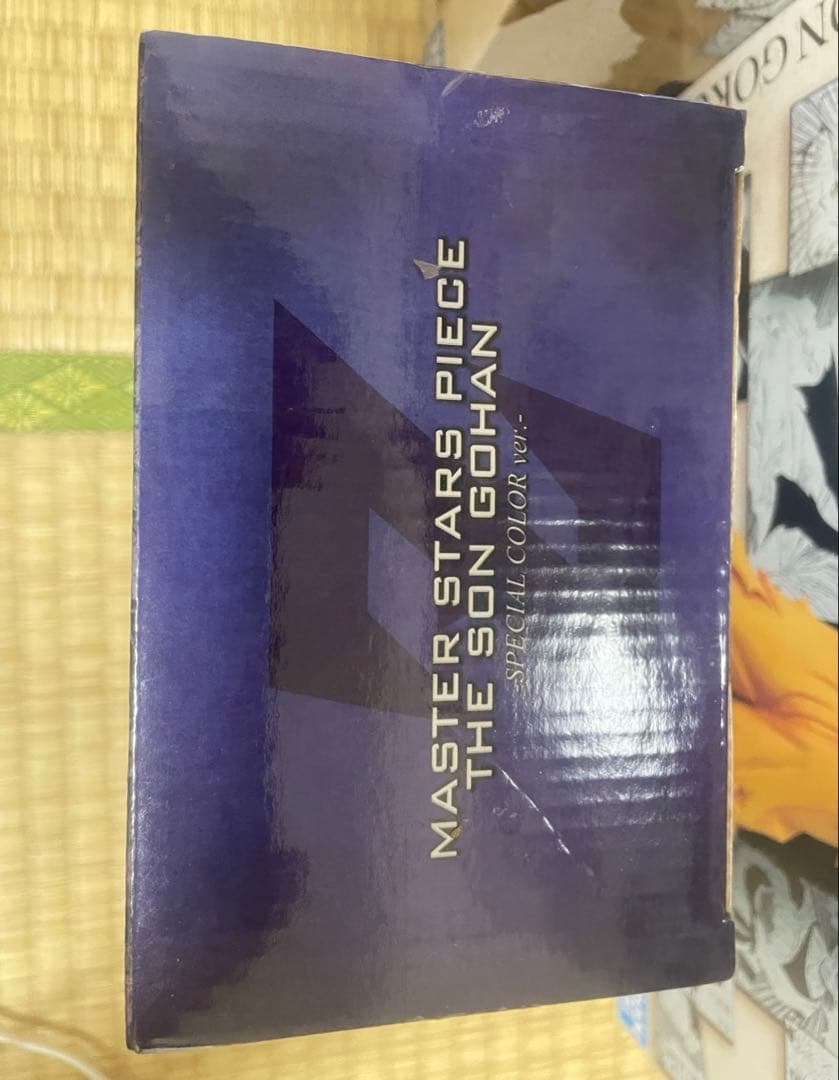 MASTER STARS PIECE
THE SON GOHAN
-SPECIAL COLOR ver.-